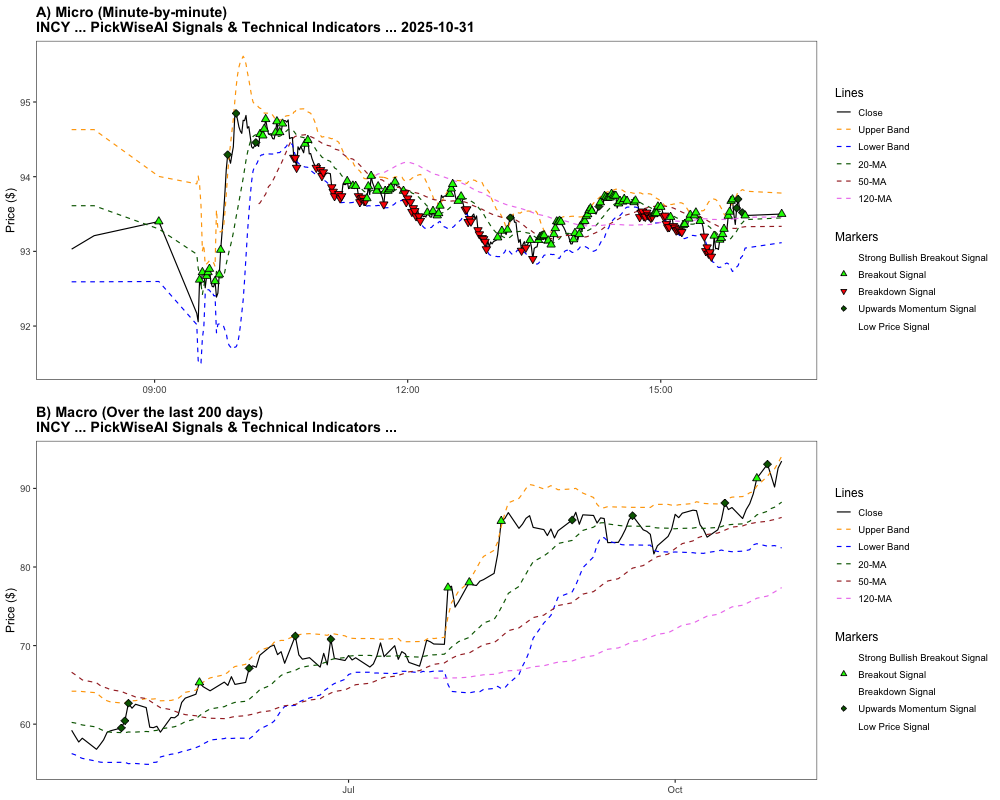 A) Micro (Minute-by-minute)
INCY ... PickWiseAI Signals & Technical Indicators ... 2025-10-31
95
94
93
92
Price ($)
09:00
12:00
15:00
Lines
Close
Upper Band
Lower Band
20-MA
50-MA
120-MA
Markers
Strong Bullish Breakout Signal
Breakout Signal
Breakdown Signal
Upwards Momentum Signal
Low Price Signal
B) Macro (Over the last 200 days)
INCY ... PickWiseAI Signals & Technical Indicators ...
90
80
70
60
Price ($)
Jul
Oct
Lines
Close
Upper Band
Lower Band
20-MA
50-MA
120-MA
Markers
Strong Bullish Breakout Signal
Breakout Signal
Breakdown Signal
Upwards Momentum Signal
Low Price Signal